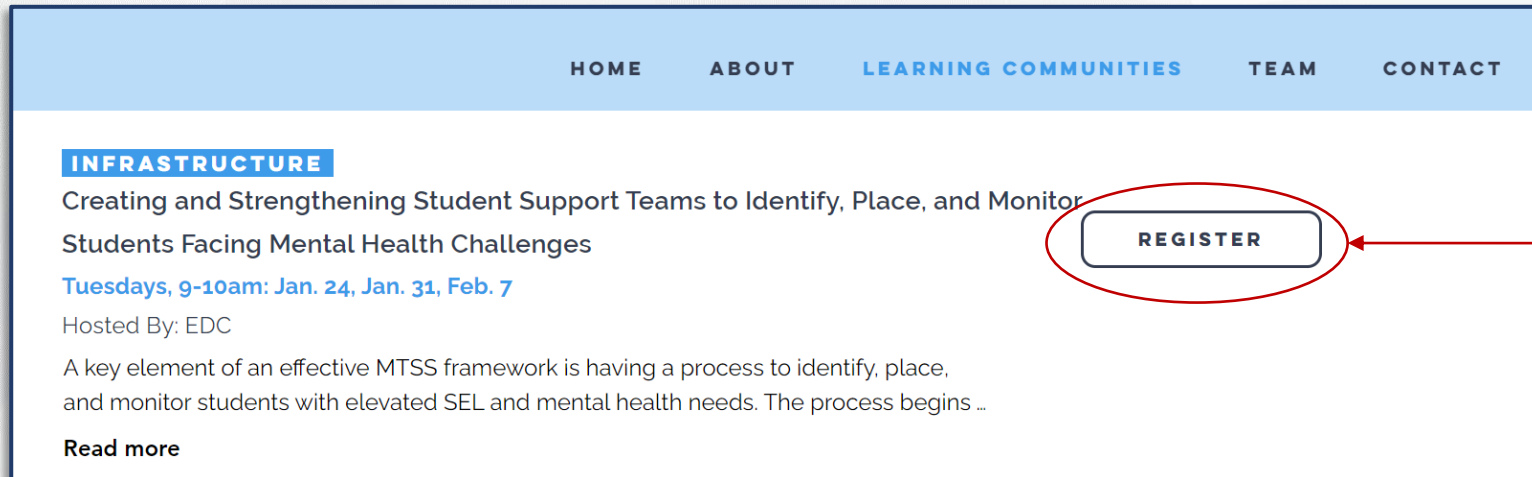 HOME ABOUT LEARNING COMMUNITIES TEAM CONTACT
INFRASTRUCTURE
Creating and Strengthening Student Support Teams to Identify, Place, and Monitor
Students Facing Mental Health Challenges
REGISTER
Tuesdays, 9-10am: Jan. 24, Jan. 31, Feb. 7
Hosted By: EDC
A key element of an effective MTSS framework is having a process to identify, place,
and monitor students with elevated SEL and mental health needs. The process begins …
Read more